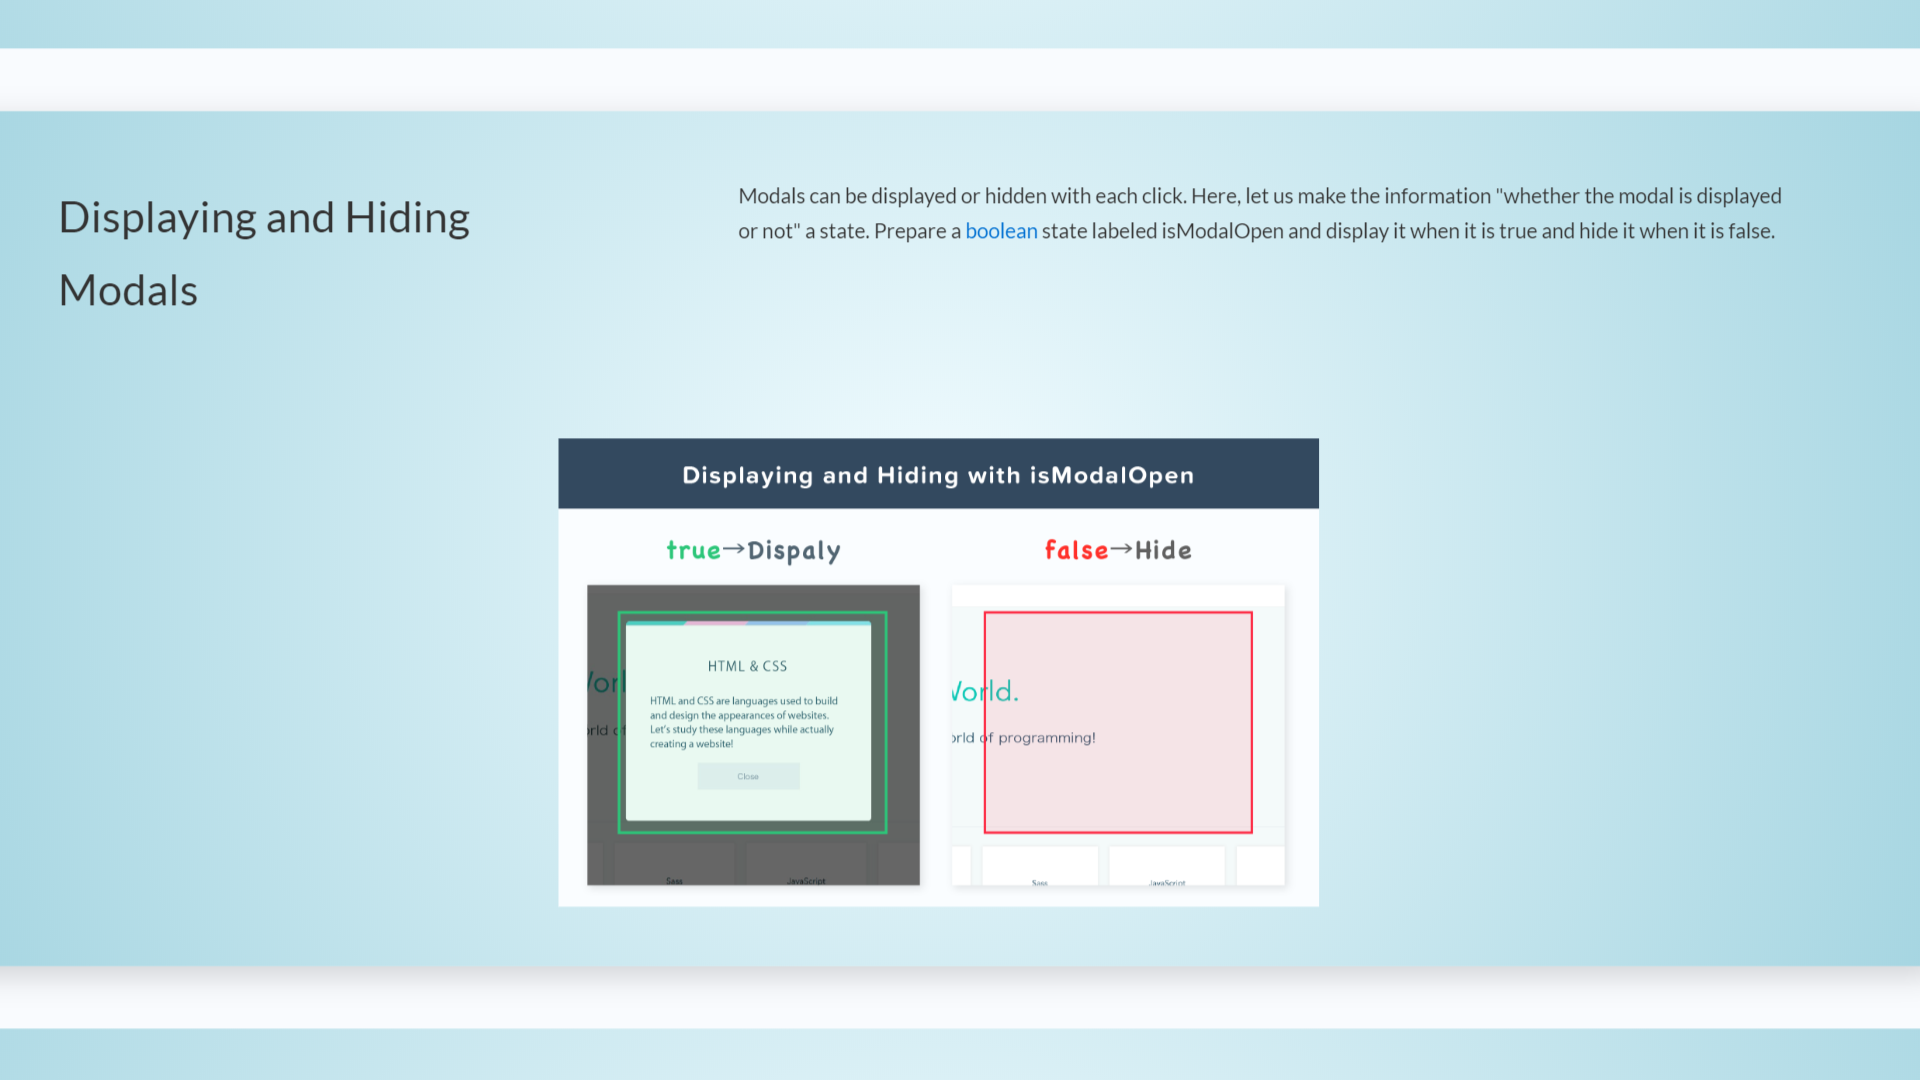 Displaying and Hiding
Modals
Modals can be displayed or hidden with each click. Here, let us make the information "whether the modal is displayed
or not" a state. Prepare a boolean state labeled isModalOpen and display it when it is true and hide it when it is false.
Displaying and Hiding with isModalOpen
true→Dispaly
HTML & CSS
HTML and CSS are languages used to build
and design the appearances of websites.
Let's study these languages while actually
creating a website!
Close
Sass JavaScript
false→Hide
World.
orld of programming!
Sass JavaScript